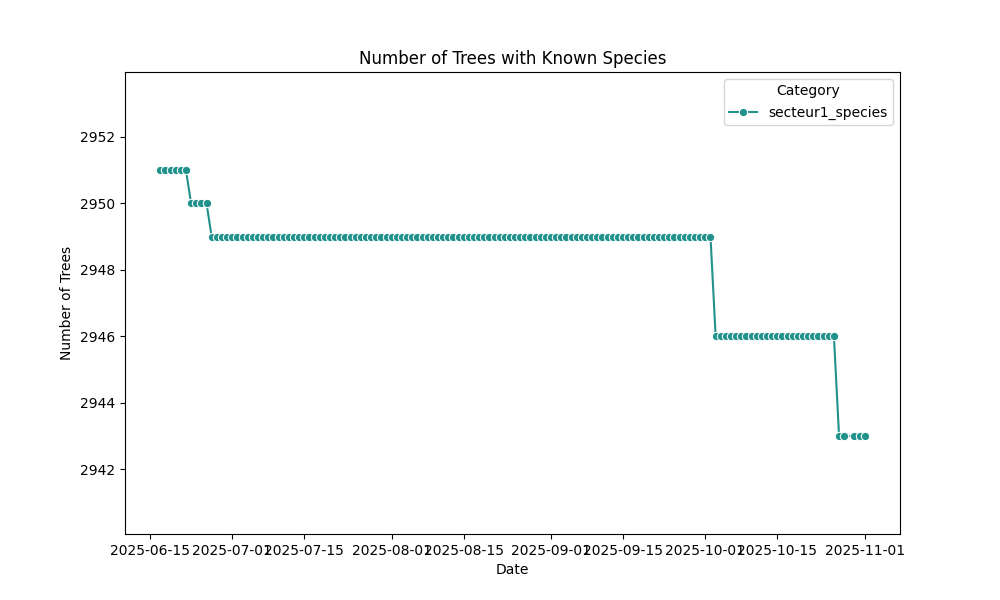 Number of Trees with Known Species
Category
secteur1_species
2952
2950
2948
2946
2944
2942
Number of Trees
2025-06-15 2025-07-01 2025-07-15 2025-08-01 2025-08-15 2025-09-01 2025-09-15 2025-10-01 2025-10-15 2025-11-01
Date